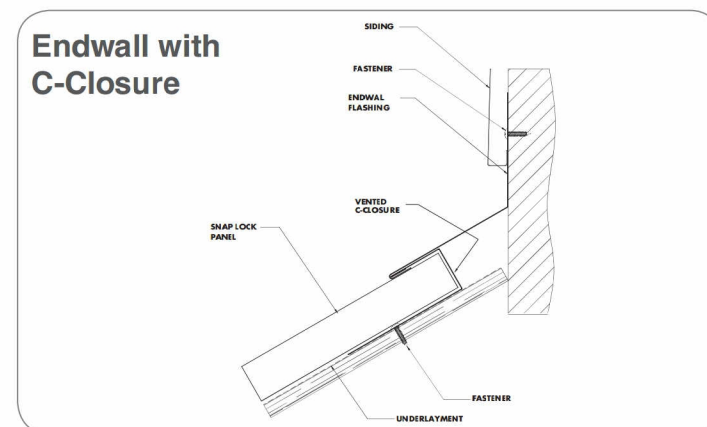 Endwall with
C-Closure
SIDING
FASTENER
ENDWAL
FLASHING
VENTED
C-CLOSURE
SNAP LOCK
PANEL
FASTENER
UNDERLAYMENT